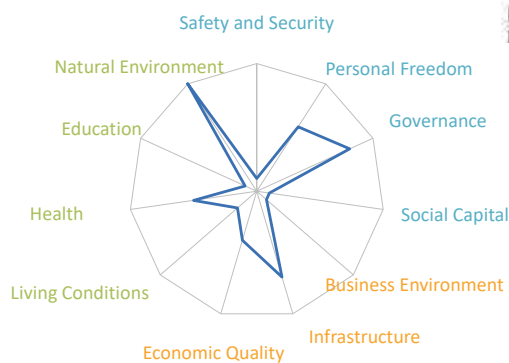 Safety and Security
Natural Environment
Personal Freedom
Education
Governance
Health
Social Capital
Living Conditions
Business Environment
Infrastructure
Economic Quality